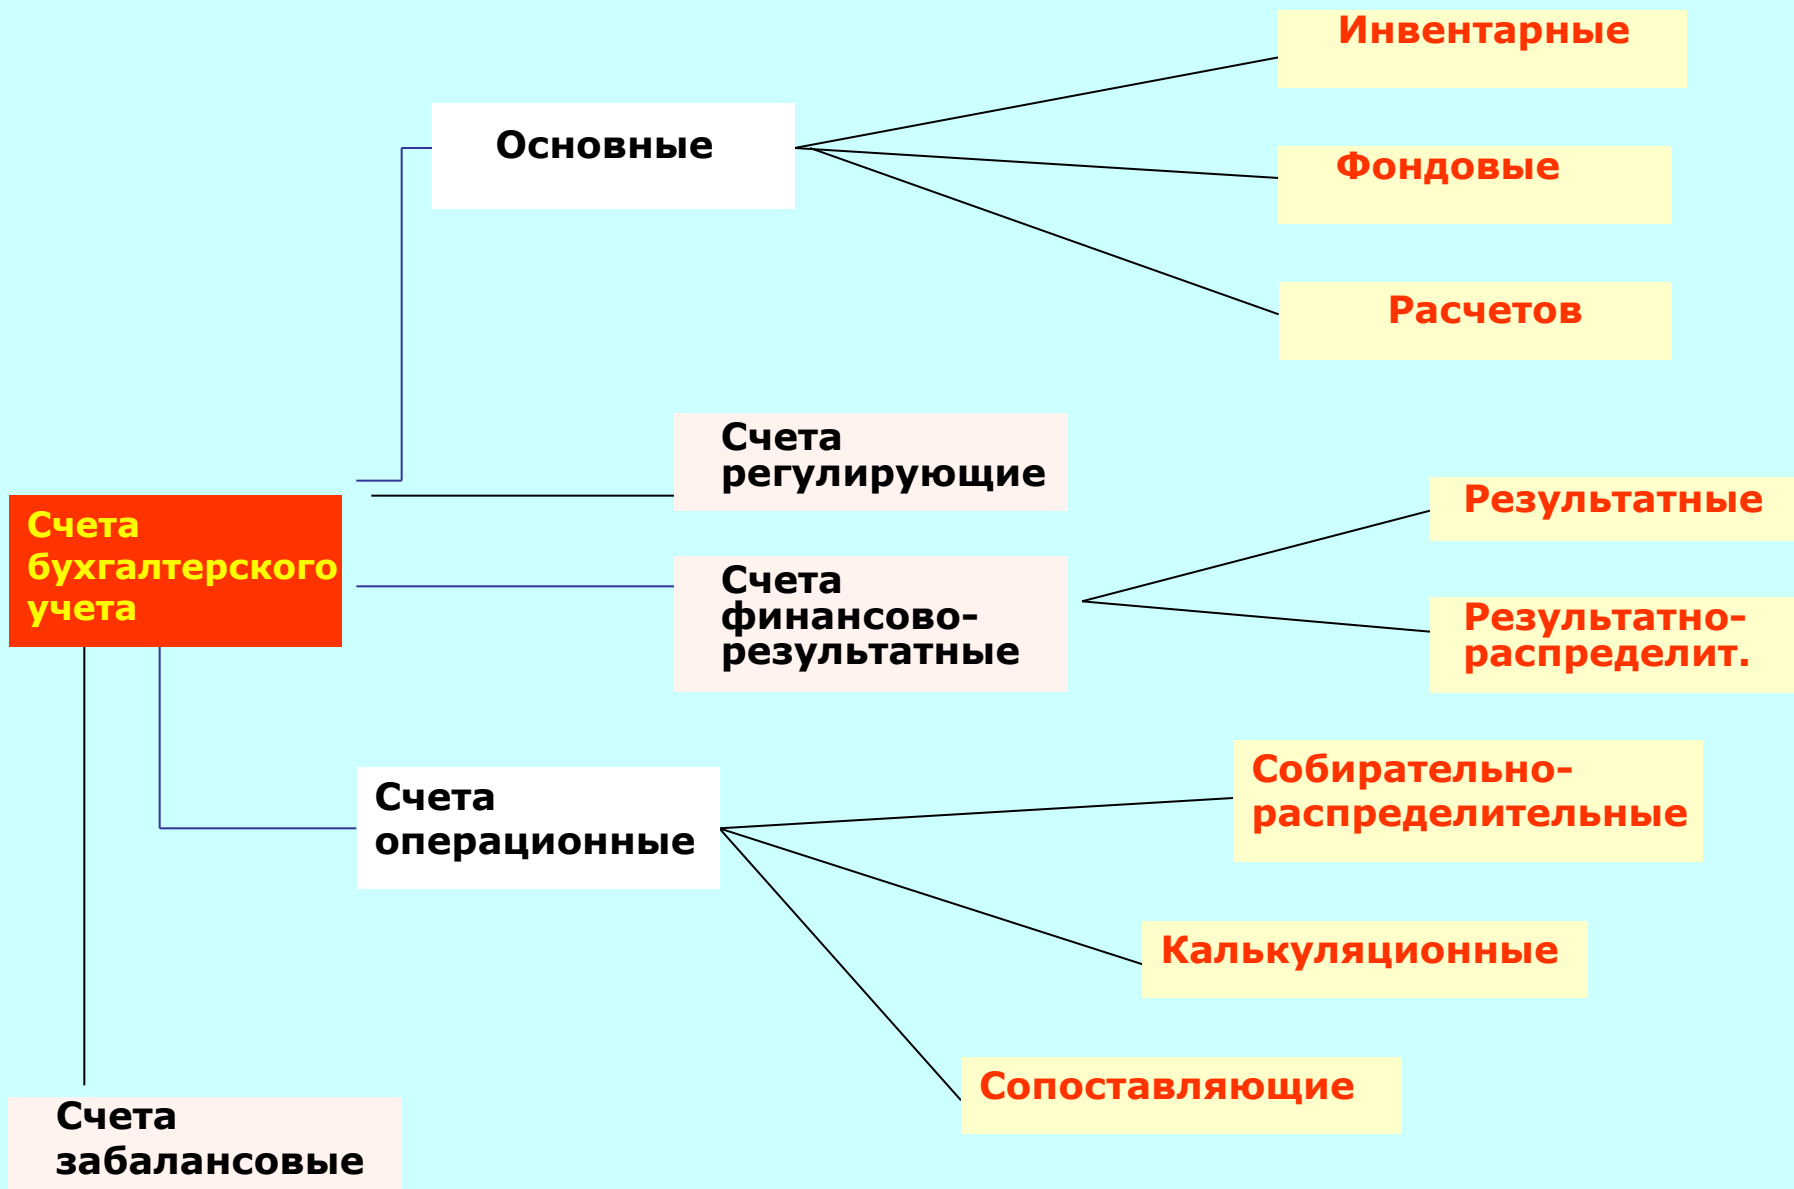 Инвентарные
Основные
Фондовые
Расчетов
Счета
регулирующие
Счета
бухгалтерского
учета
Счета
финансово-
результатные
Результатные
Результатно-
распределит.
Счета
операционные
Собирательно-
распределительные
Калькуляционные
Сопоставляющие
Счета
забалансовые